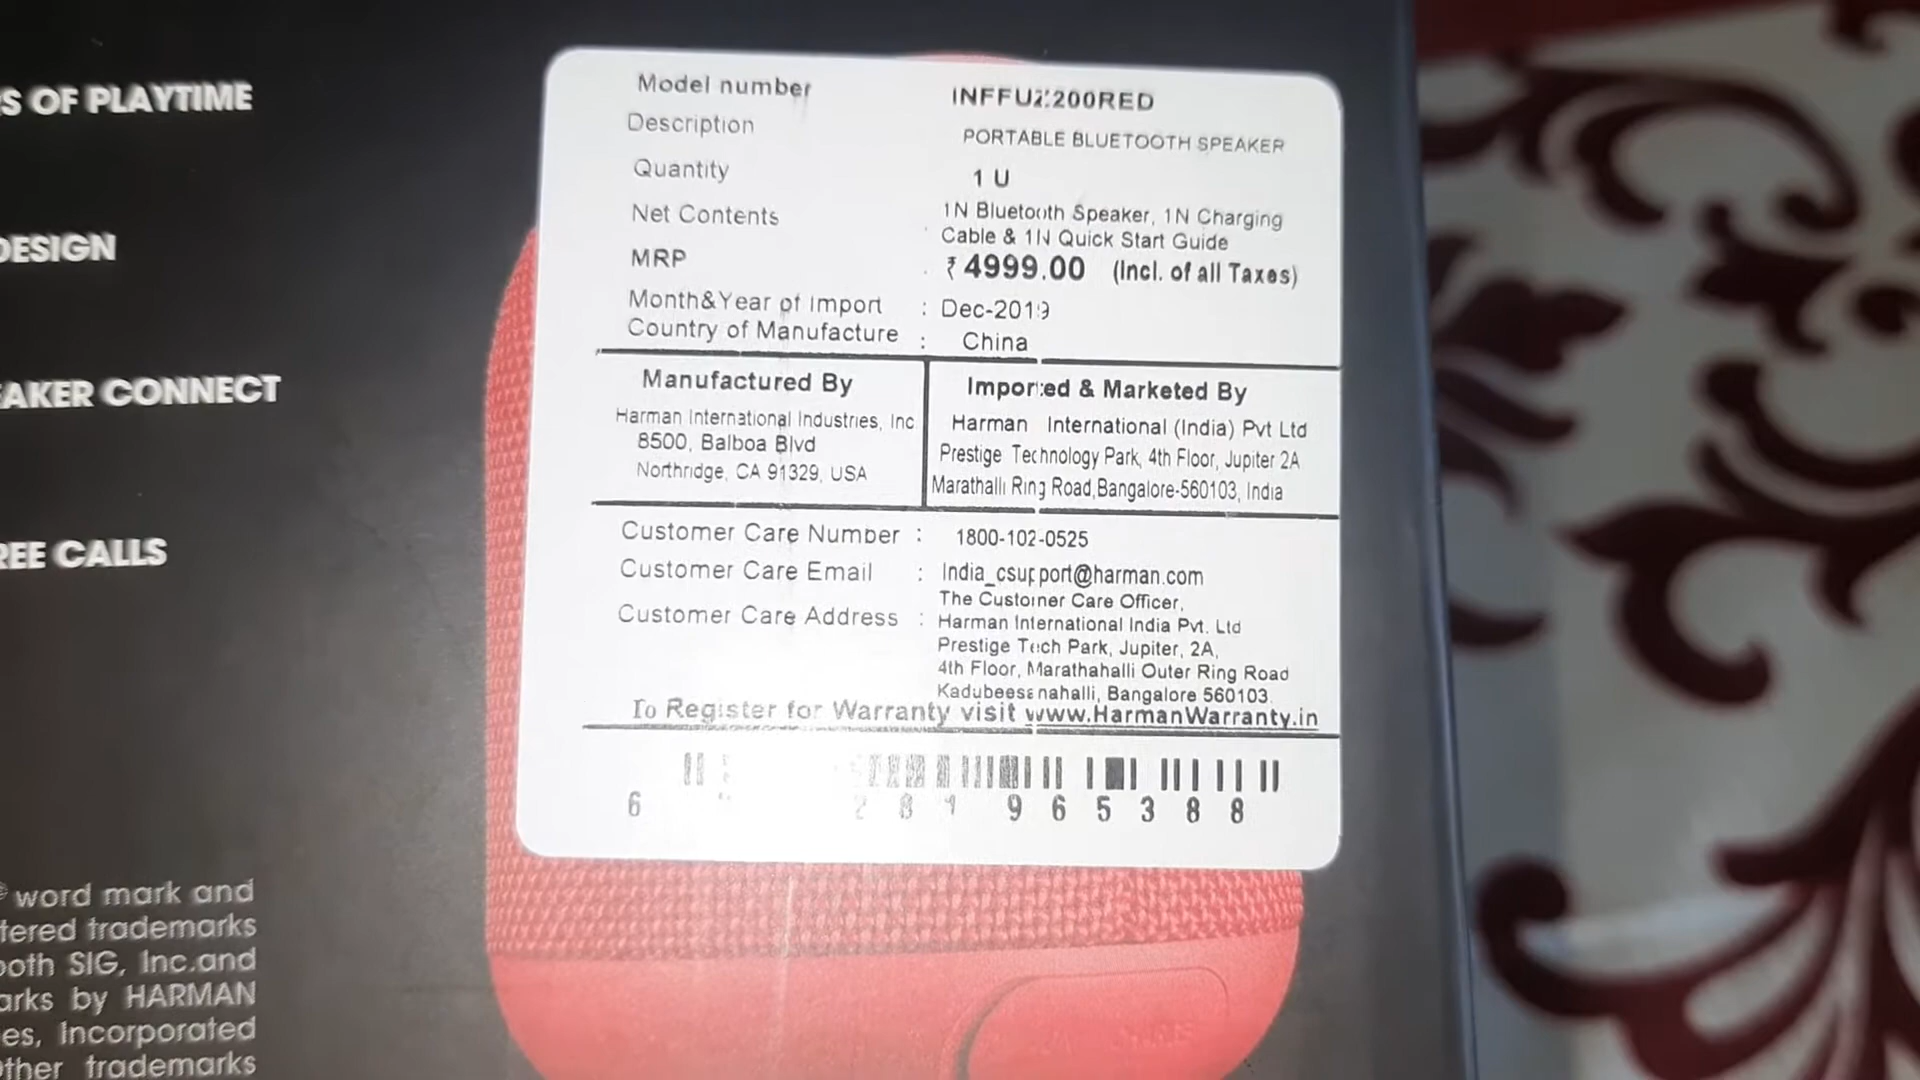 S OF PLAYTIME
DESIGN
AKER CONNECT
REE CALLS
word mark and
tered trademarks
ooth SIG, Inc.and
arks by HARMAN
es, Incorporated
ther trademarks
Model number INFFUZ200RED
Description PORTABLE BLUETOOTH SPEAKER
Quantity 1 U
Net Contents 1N Bluetooth Speaker, 1N Charging
Cable & 1N Quick Start Guide
MRP ₹ 4999.00 (Incl. of all Taxes)
Month&Year of Import : Dec-2019
Country of Manufacture : China
Manufactured By
Harman International Industries, Inc
8500, Balboa Blvd
Northridge, CA 91329, USA
Imported & Marketed By
Harman International (India) Pvt Ltd
Prestige Technology Park, 4th Floor, Jupiter 2A
Marathalli Ring Road,Bangalore-560103, India
Customer Care Number : 1800-102-0525
Customer Care Email : India_csupport@harman.com
Customer Care Address : The Customer Care Officer,
Harman International India Pvt. Ltd
Prestige Tech Park, Jupiter, 2A,
4th Floor, Marathahalli Outer Ring Road
Kadubeesanahalli, Bangalore 560103.
To Register for Warranty visit www.HarmanWarranty.in
6 2 8 1 9 6 5 3 8 8